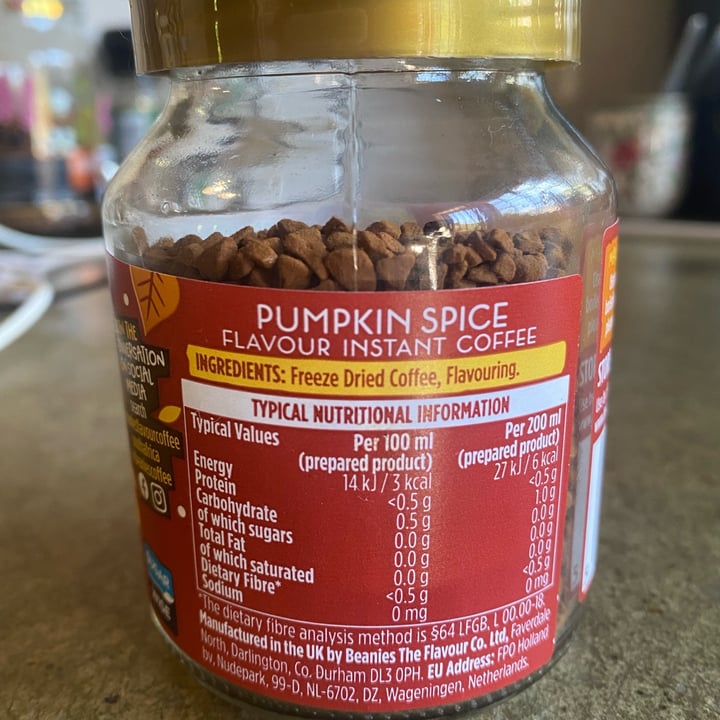 PUMPKIN SPICE
FLAVOUR INSTANT COFFEE
INGREDIENTS: Freeze Dried Coffee, Flavouring.
TYPICAL NUTRITIONAL INFORMATION
Typical Values Per 100 ml (prepared product) Per 200 ml (prepared product)
Energy 14 kJ / 3 kcal 27 kJ / 6 kcal
Protein <0.5 g <0.5 g
Carbohydrate 0.5 g 1.0 g
of which sugars 0.0 g 0.0 g
Total Fat 0.0 g 0.0 g
of which saturated 0.0 g 0.0 g
Dietary Fibre* <0.5 g <0.5 g
Sodium 0 mg 0 mg
*The dietary fibre analysis method is §64 LFGB, L 00.00-18.
Manufactured in the UK by Beanies The Flavour Co. Ltd, Faverdale
North, Darlington, Co. Durham DL3 0PH. EU Address: FPO Holland
bv, Nudepark, 99-D, NL-6702, DZ, Wageningen, Netherlands.
THE
ON SOCIAL
MEDIA
search